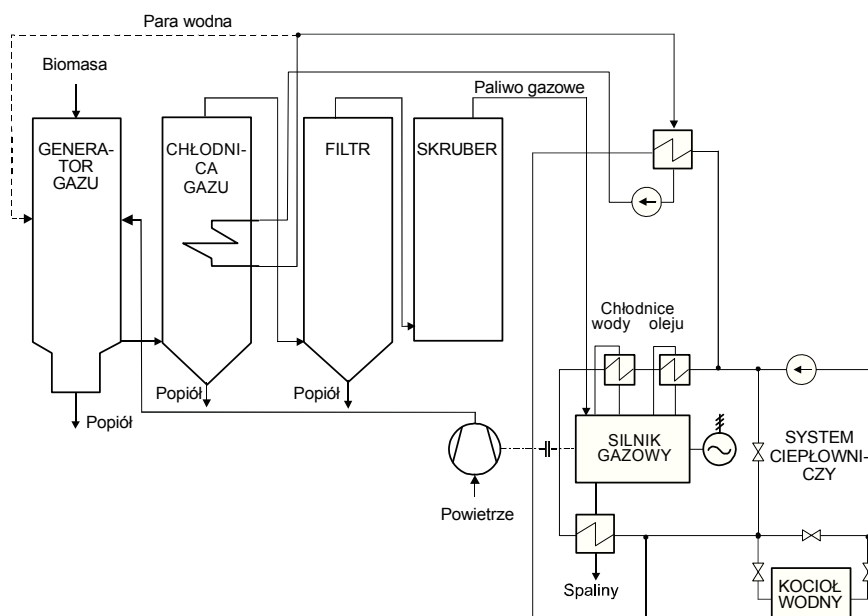 Para wodna
Biomasa
Paliwo gazowe
GENERA-
TOR
GAZU
CHŁODNI-
CA
GAZU
FILTR
SKRUBER
Chłodnice
wody oleju
Popiół
Popiół
Popiół
SILNIK
GAZOWY
SYSTEM
CIEPŁOWNI-
CZY
Powietrze
Spaliny
KOCIOŁ
WODNY